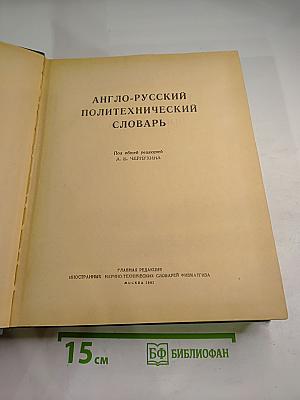 АНГЛО-РУССКИЙ
ПОЛИТЕХНИЧЕСКИЙ
СЛОВАРЬ
Под общей редакцией
А. Е. ЧЕРНУХИНА
ГЛАВНАЯ РЕДАКЦИЯ
ИНОСТРАННЫХ НАУЧНО-ТЕХНИЧЕСКИХ СЛОВАРЕЙ ФИЗМАТГИЗА
МОСКВА 1962
15 см
БФ БИБЛИОФАН